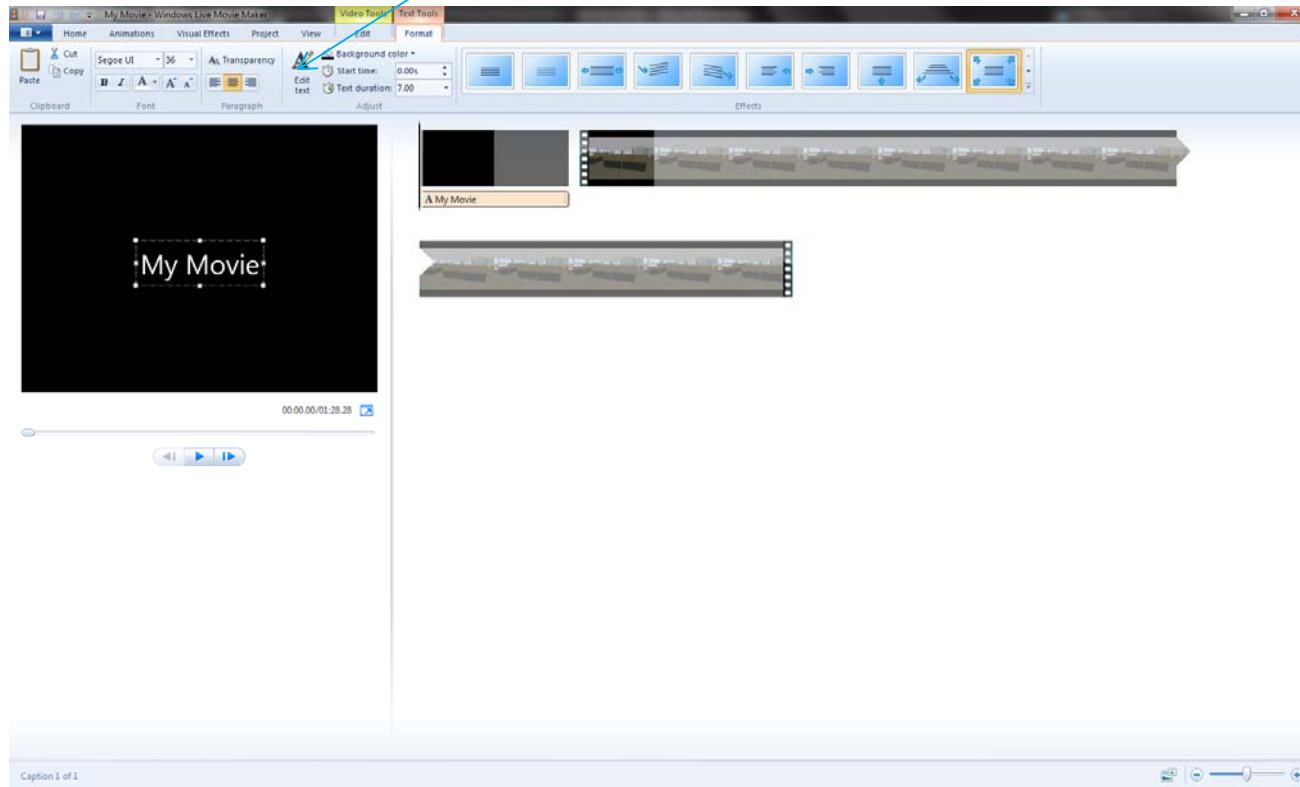 My Movie - Windows Live Movie Maker
Video Tools
Text Tools
Home Animations Visual Effects Project View Edit Format
Paste
Cut
Copy
Clipboard
Segoe UI 36
B I A A A
Font
A Transparency
Paragraph
Edit text
Background color
Start time: 0.00s
Text duration: 7.00
Adjust
Effects
My Movie
A My Movie
00:00.00/01:28.28
Caption 1 of 1